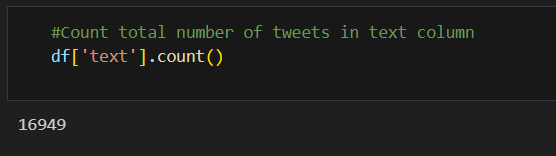 #Count total number of tweets in text column
df['text'].count()
16949